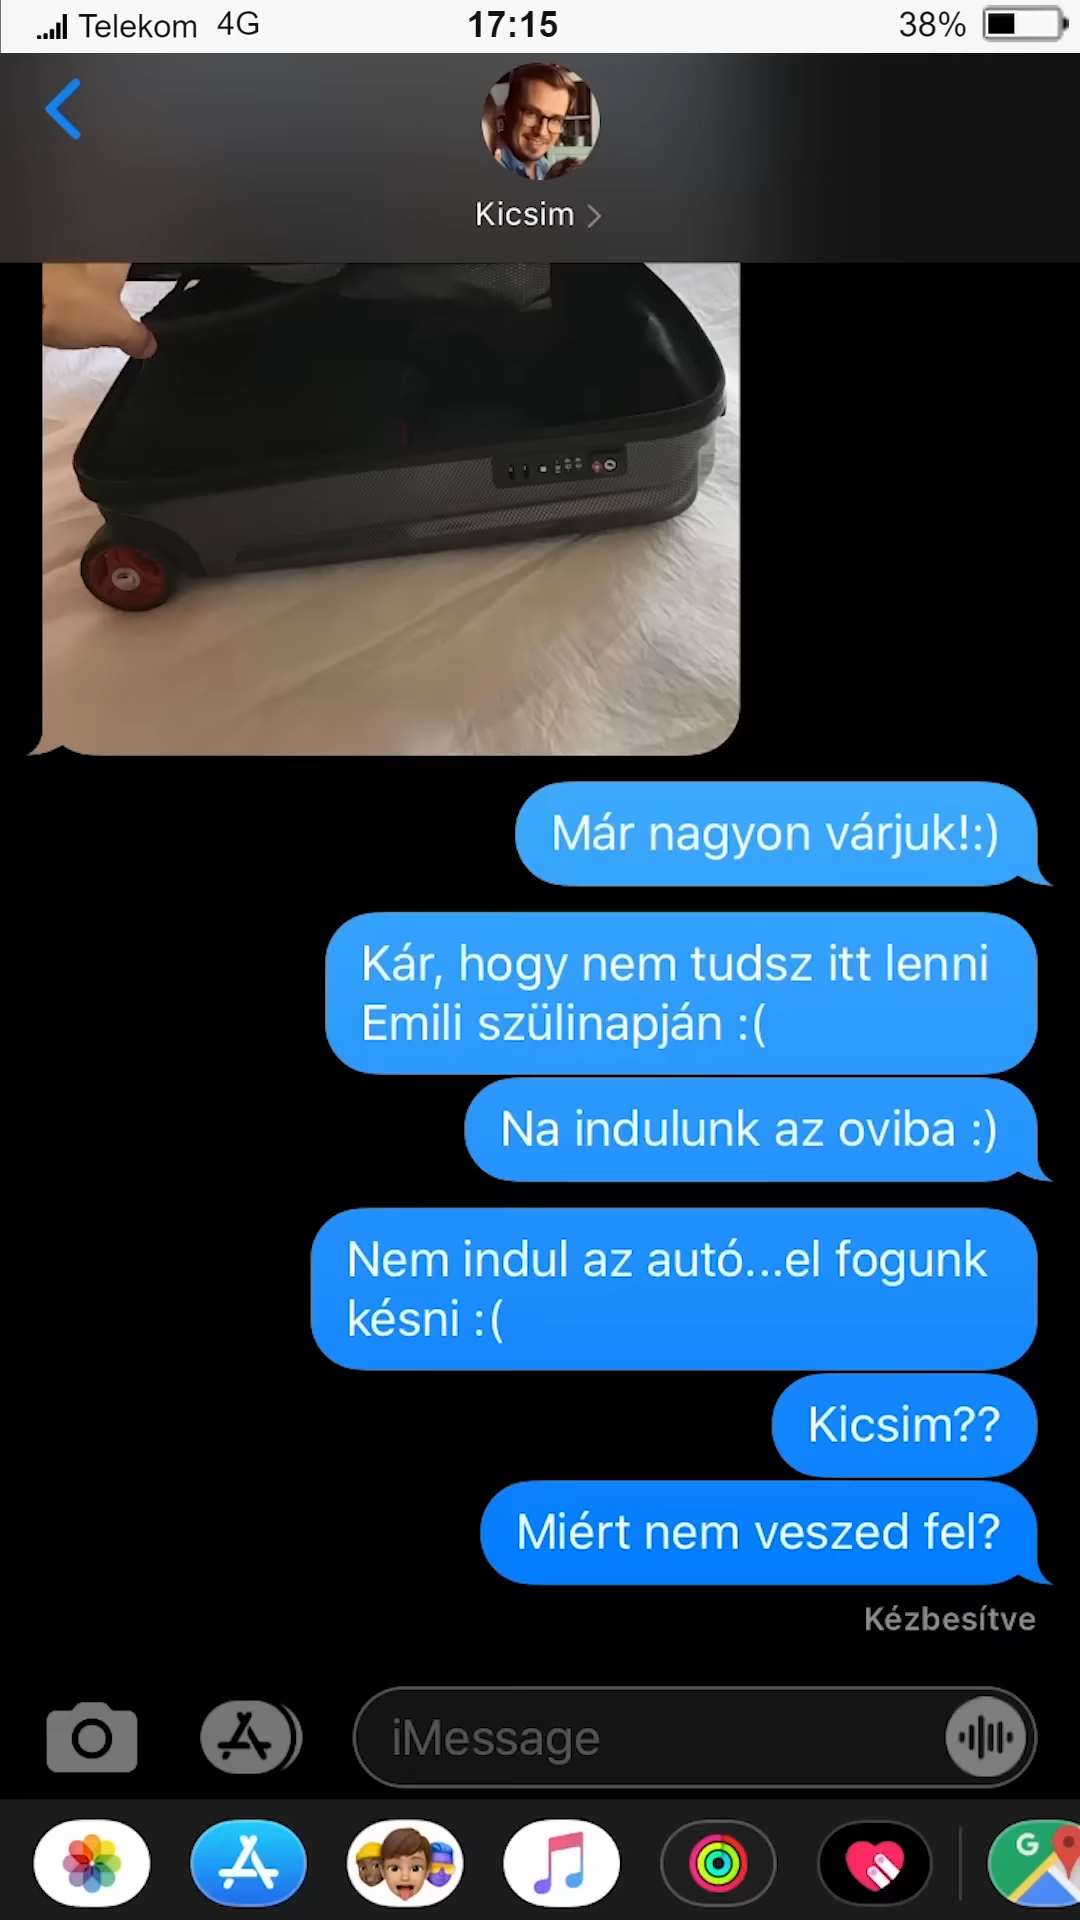 Telekom 4G 17:15 38%
Kicsim
Már nagyon várjuk!:)
Kár, hogy nem tudsz itt lenni
Emili szülinapján :(
Na indulunk az oviba :)
Nem indul az autó...el fogunk
késni :(
Kicsim??
Miért nem veszed fel?
Kézbesítve
iMessage
G